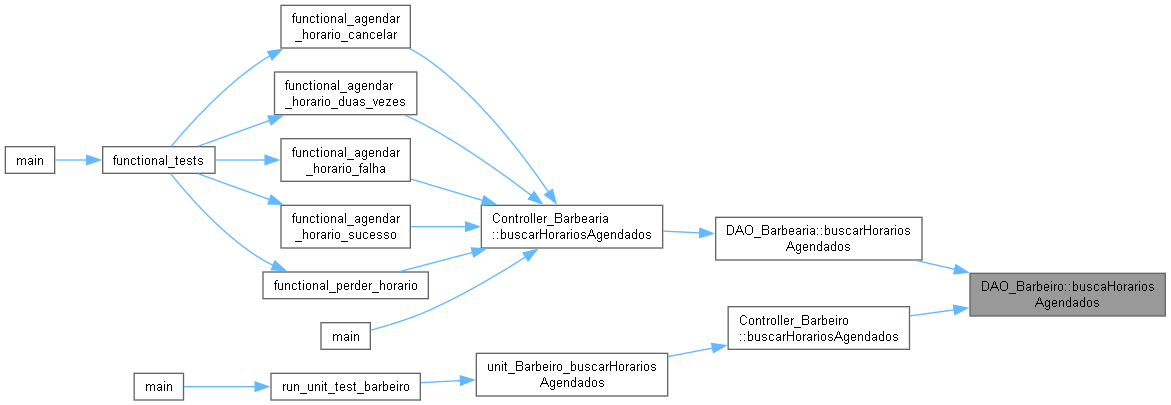 functional_agendar
_horario_cancelar
functional_agendar
_horario_duas_vezes
main
functional_tests
functional_agendar
_horario_falha
functional_agendar
_horario_sucesso
functional_perder_horario
main
Controller_Barbearia
::buscarHorariosAgendados
DAO_Barbearia::buscarHorarios
Agendados
DAO_Barbeiro::buscaHorarios
Agendados
Controller_Barbeiro
::buscarHorariosAgendados
unit_Barbeiro_buscarHorarios
Agendados
main
run_unit_test_barbeiro